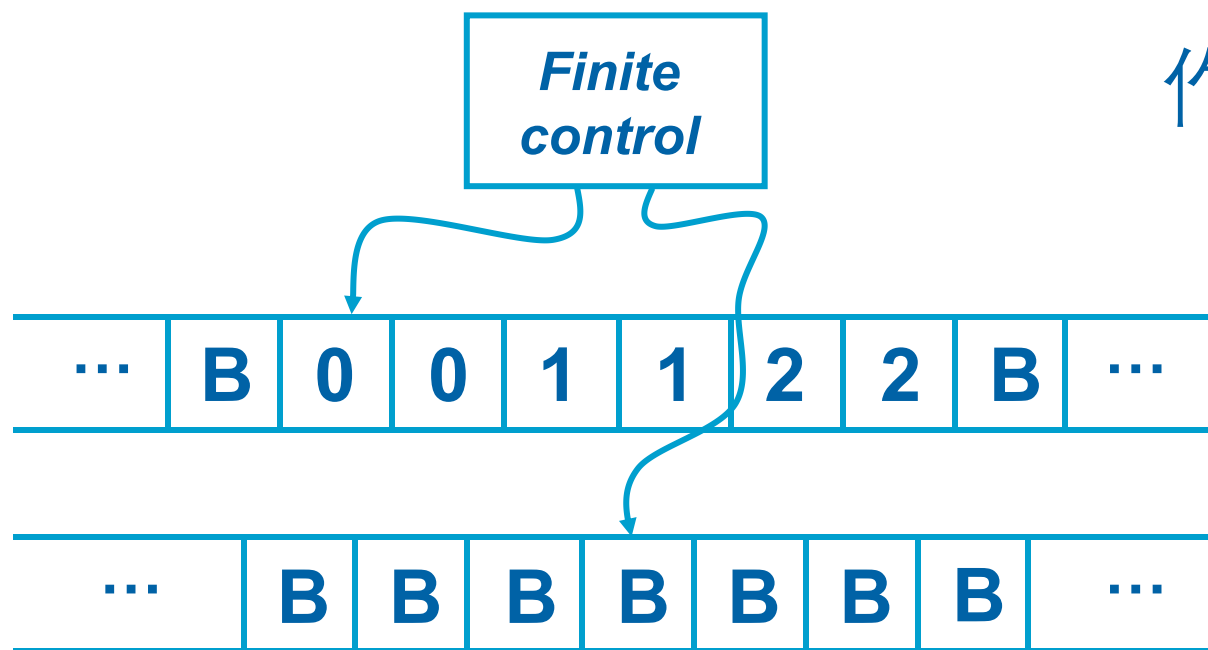 Finite
control
… B 0 0 1 1 2 2 B …
… B B B B B B B …